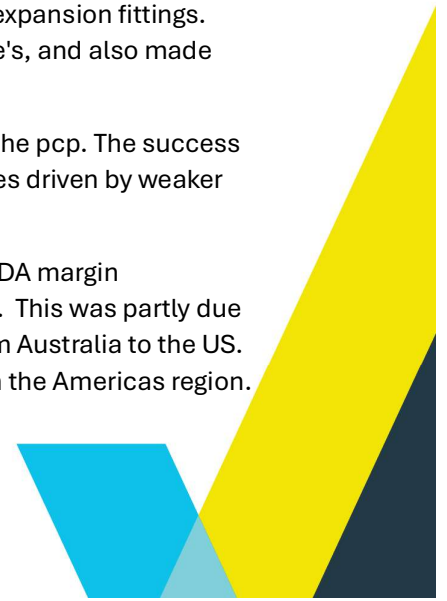 expansion fittings.
e's, and also made
he pcp. The success
es driven by weaker
DA margin
. This was partly due
m Australia to the US.
n the Americas region.